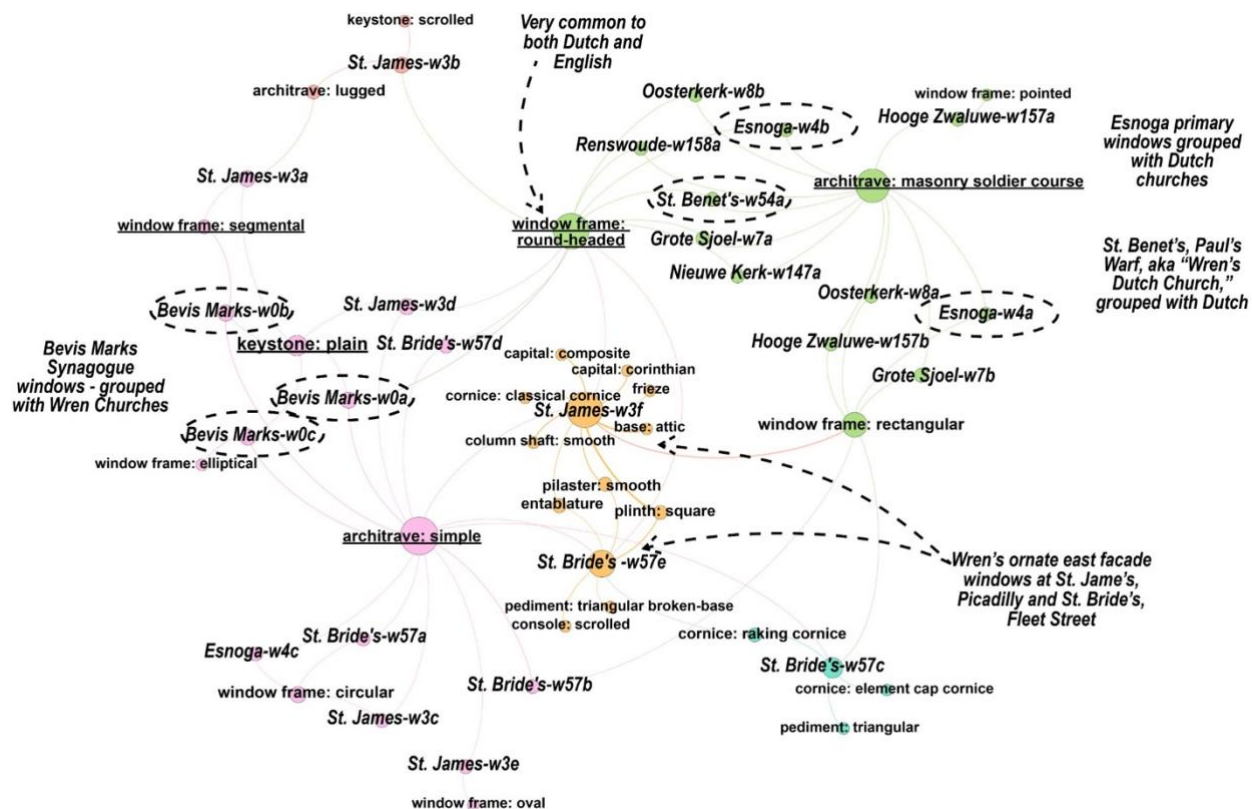 keystone: scrolled
St. James-w3b
architrave: lugged
Very common to
both Dutch and
English
Oosterkerk-w8b
Esnoga-w4b
window frame: pointed
Hooge Zwaluwe-w157a
Esnoga primary
windows grouped
with Dutch
churches
Renswoude-w158a
St. James-w3a
architrave: masonry soldier course
St. Benet's-w54a
window frame: segmental
window frame:
round-headed
Grote Sjoel-w7a
Nieuwe Kerk-w147a
St. Benet's, Paul's
Warf, aka “Wren's
Dutch Church,”
grouped with Dutch
Oosterkerk-w8a
Esnoga-w4a
Bevis Marks-w0b
St. James-w3d
keystone: plain
St. Bride's-w57d
Hooge Zwaluwe-w157b
Grote Sjoel-w7b
Bevis Marks
Synagogue
windows - grouped
with Wren Churches
capital: composite
capital: corinthian
frieze
cornice: classical cornice
Bevis Marks-w0a
St. James-w3f
base: attic
window frame: rectangular
Bevis Marks-w0c
column shaft: smooth
window frame: elliptical
pilaster: smooth
entablature
plinth: square
architrave: simple
St. Bride's -w57e
Wren's ornate east facade
windows at St. Jame's,
Picadilly and St. Bride's,
Fleet Street
pediment: triangular broken-base
console: scrolled
cornice: raking cornice
St. Bride's-w57a
Esnoga-w4c
St. Bride's-w57c
window frame: circular
St. Bride's-w57b
cornice: element cap cornice
St. James-w3c
pediment: triangular
St. James-w3e
window frame: oval